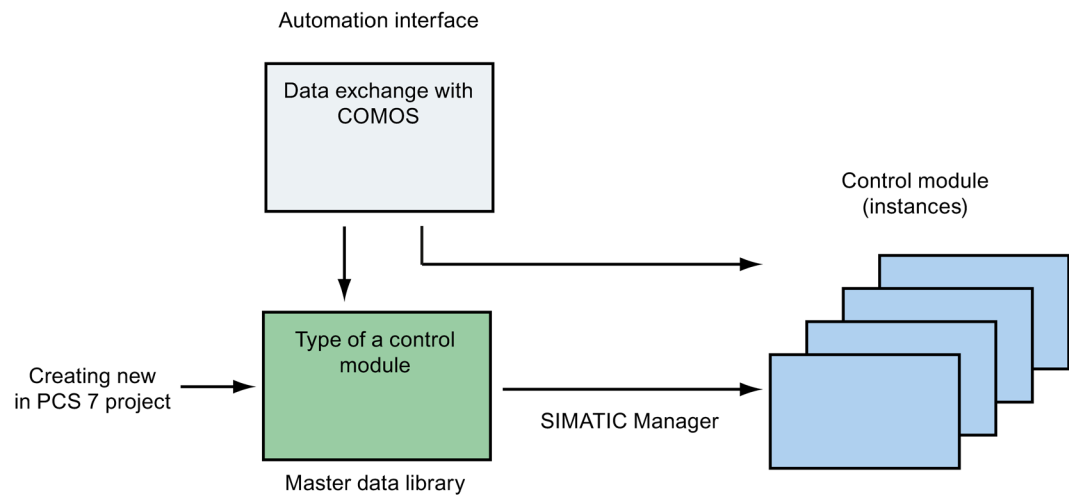 Automation interface
Data exchange with
COMOS
Control module
(instances)
Type of a control
module
Creating new
in PCS 7 project
SIMATIC Manager
Master data library